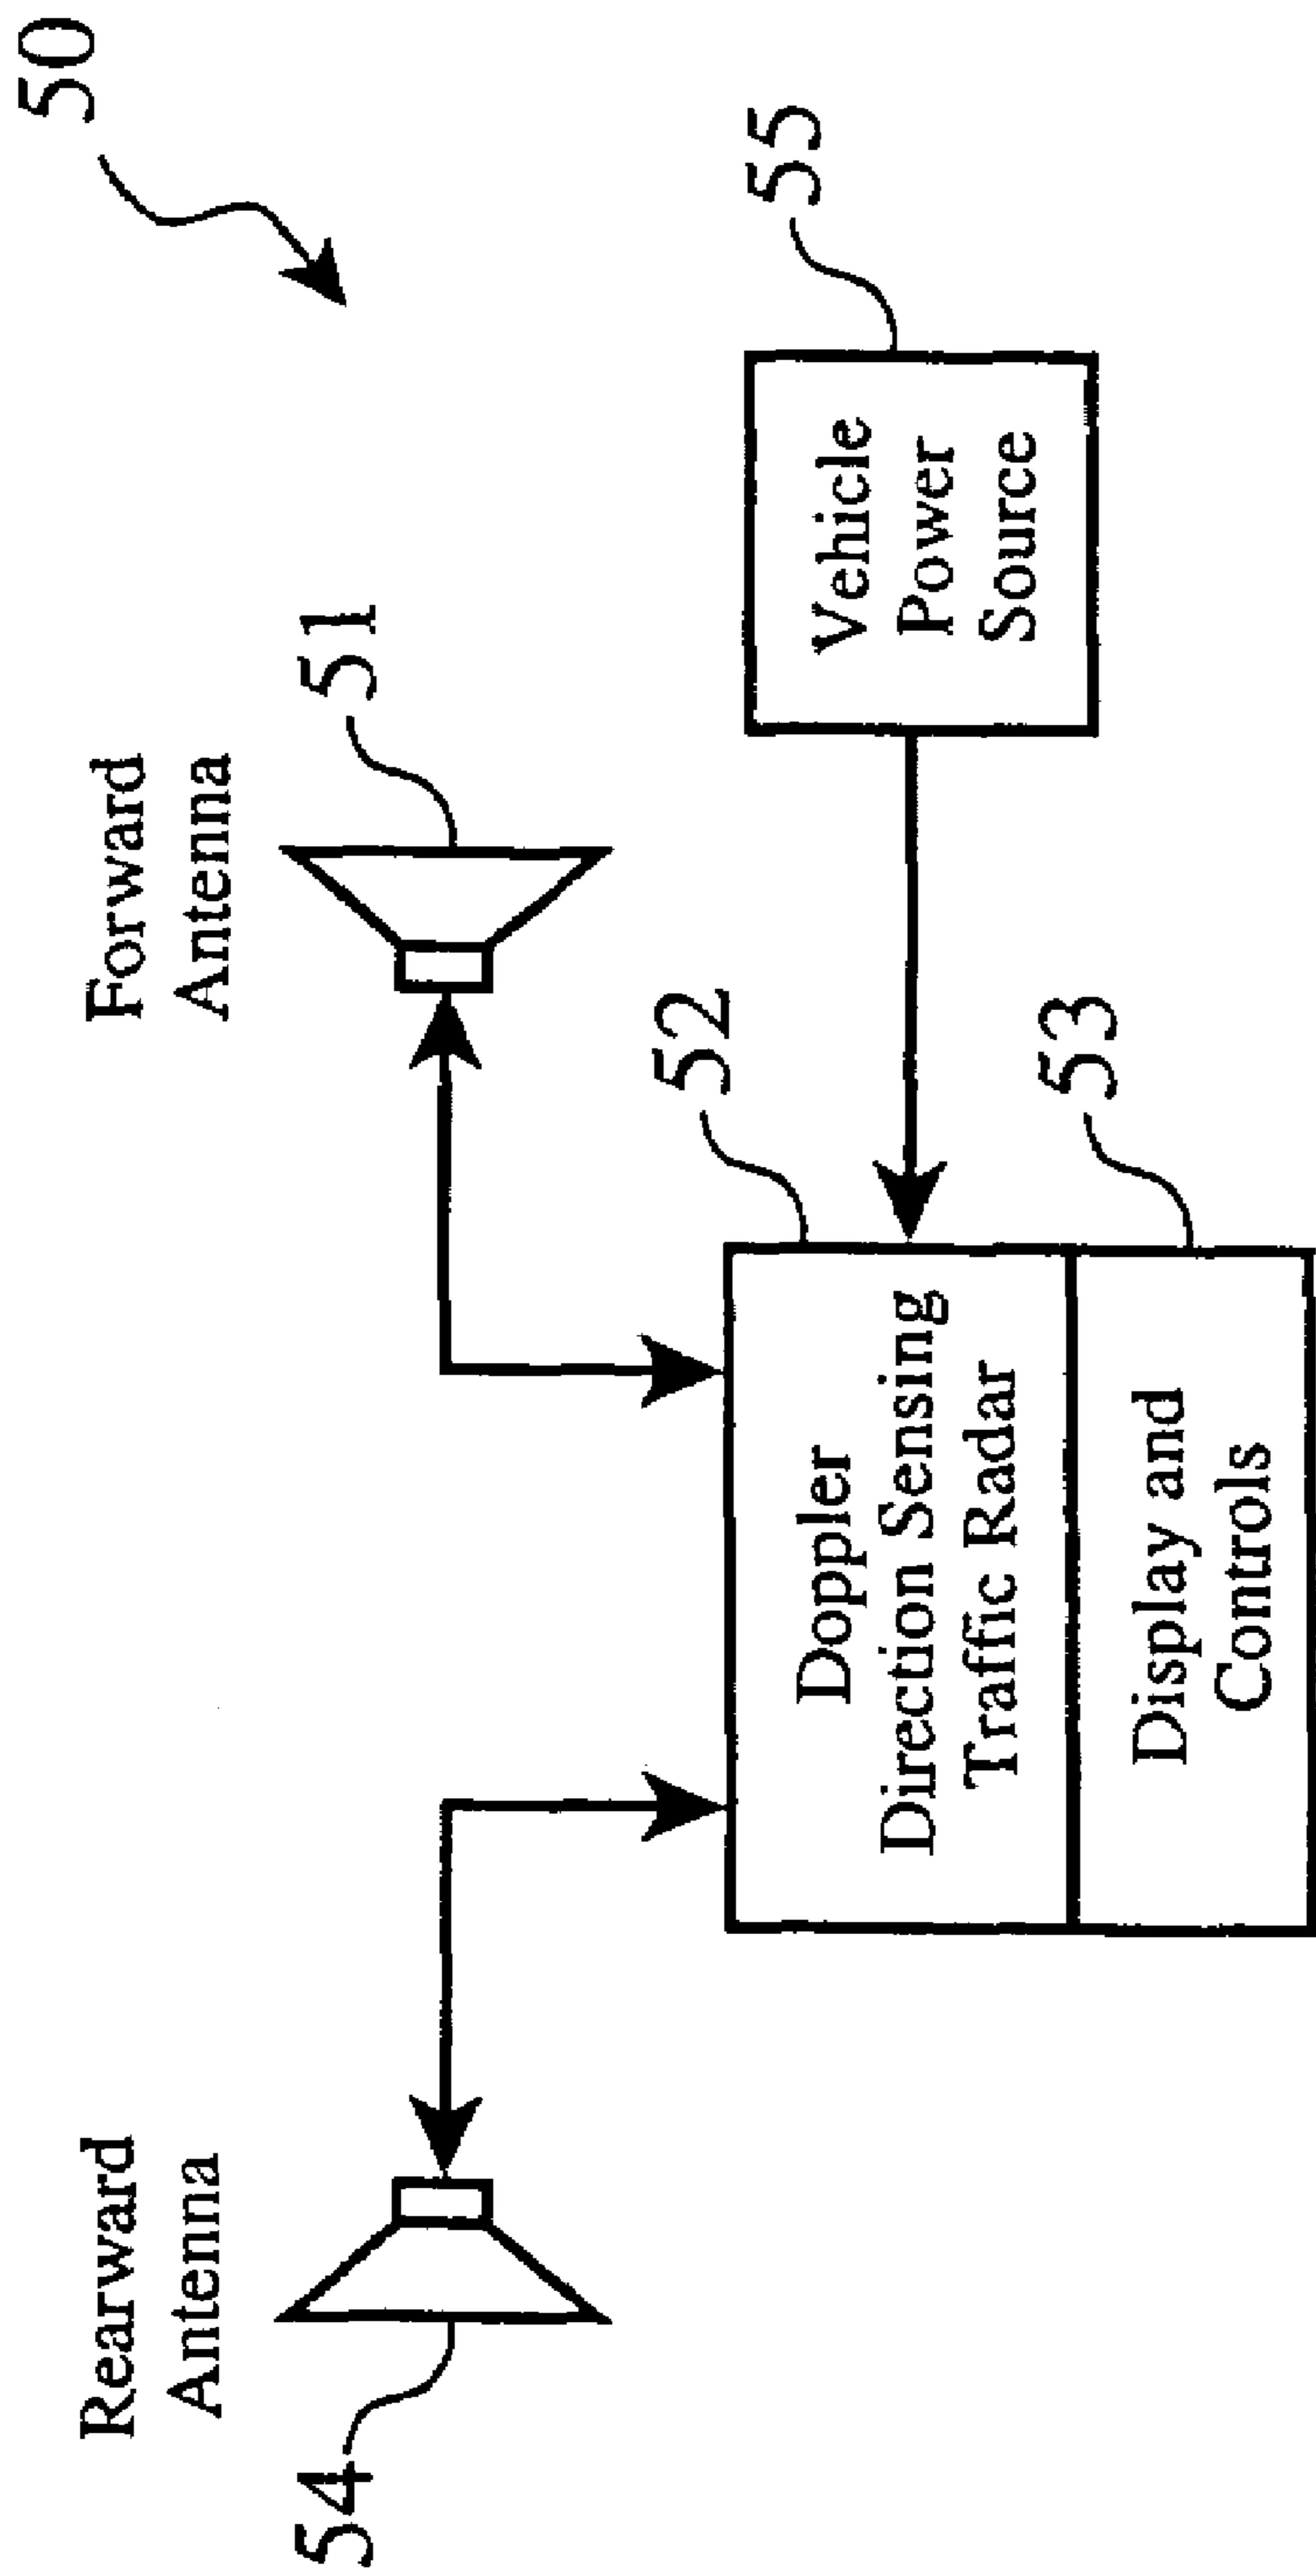 50
Rearward
Antenna
54
Forward
Antenna
51
52
Doppler
Direction Sensing
Traffic Radar
53
Display and
Controls
55
Vehicle
Power
Source